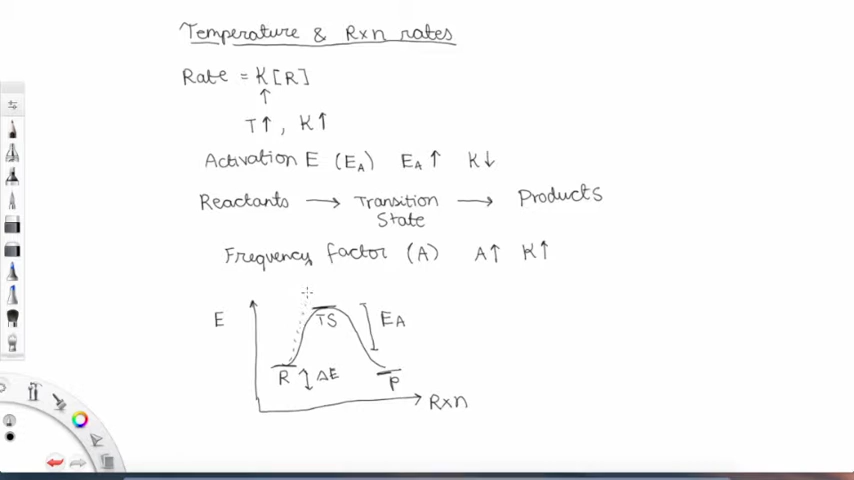 Temperature & Rxn rates
Rate = K[R]
↑
T↑, K↑
Activation E (EA) EA↑ K↓
Reactants → Transition State → Products
Frequency factor (A) A↑ K↑
E
TS
EA
R
ΔE
P
Rxn